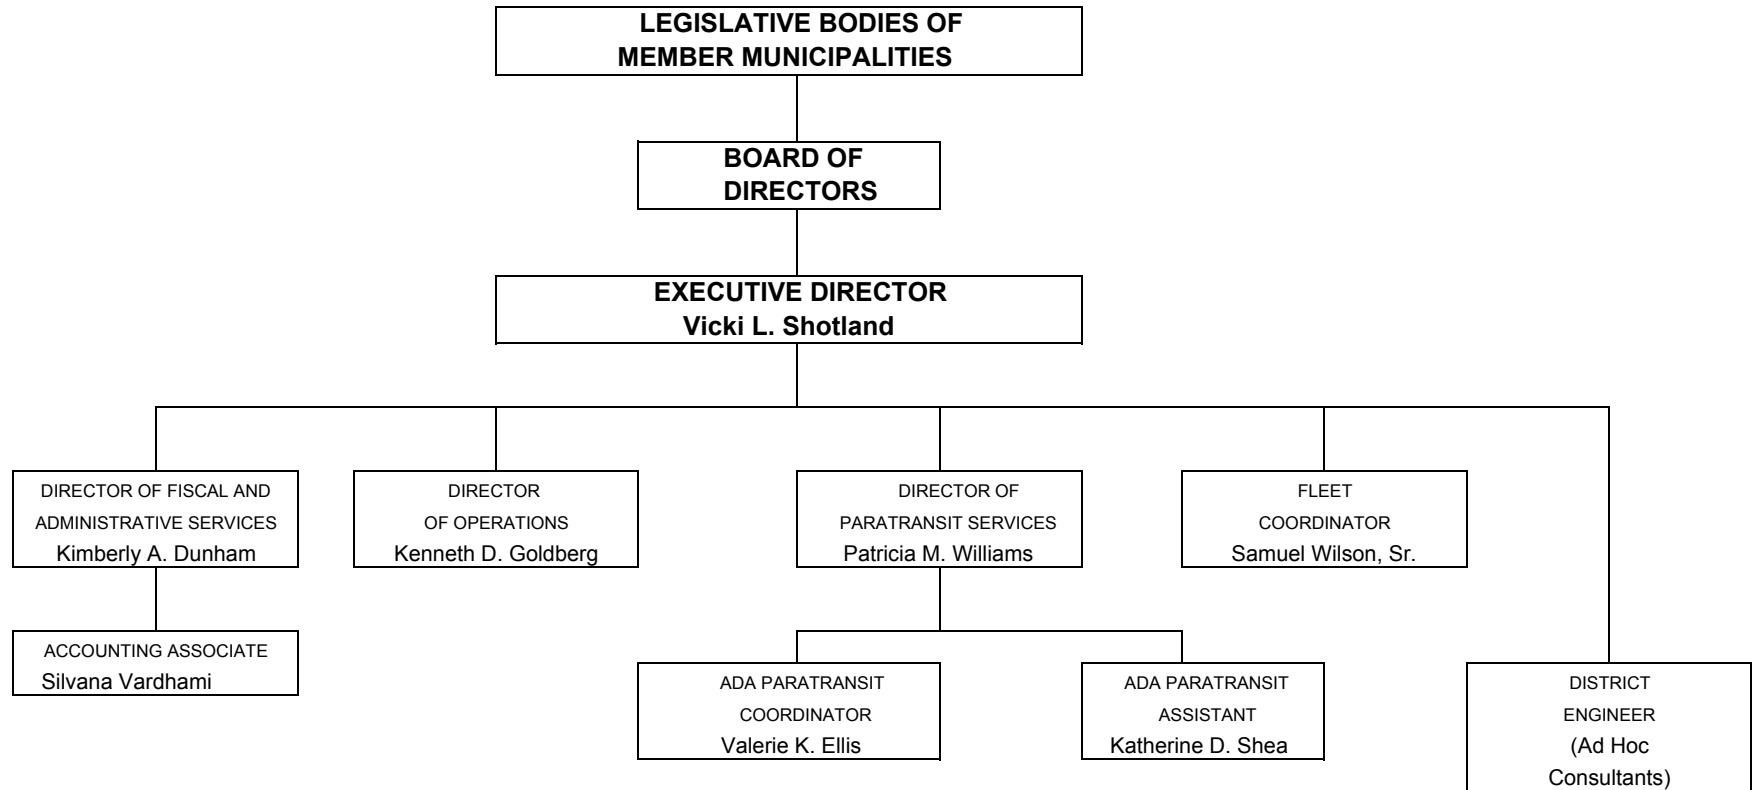 LEGISLATIVE BODIES OF
MEMBER MUNICIPALITIES
BOARD OF
DIRECTORS
EXECUTIVE DIRECTOR
Vicki L. Shotland
DIRECTOR OF FISCAL AND
ADMINISTRATIVE SERVICES
Kimberly A. Dunham
DIRECTOR
OF OPERATIONS
Kenneth D. Goldberg
DIRECTOR OF
PARATRANSIT SERVICES
Patricia M. Williams
FLEET
COORDINATOR
Samuel Wilson, Sr.
ACCOUNTING ASSOCIATE
Silvana Vardhami
ADA PARATRANSIT
COORDINATOR
Valerie K. Ellis
ADA PARATRANSIT
ASSISTANT
Katherine D. Shea
DISTRICT
ENGINEER
(Ad Hoc
Consultants)